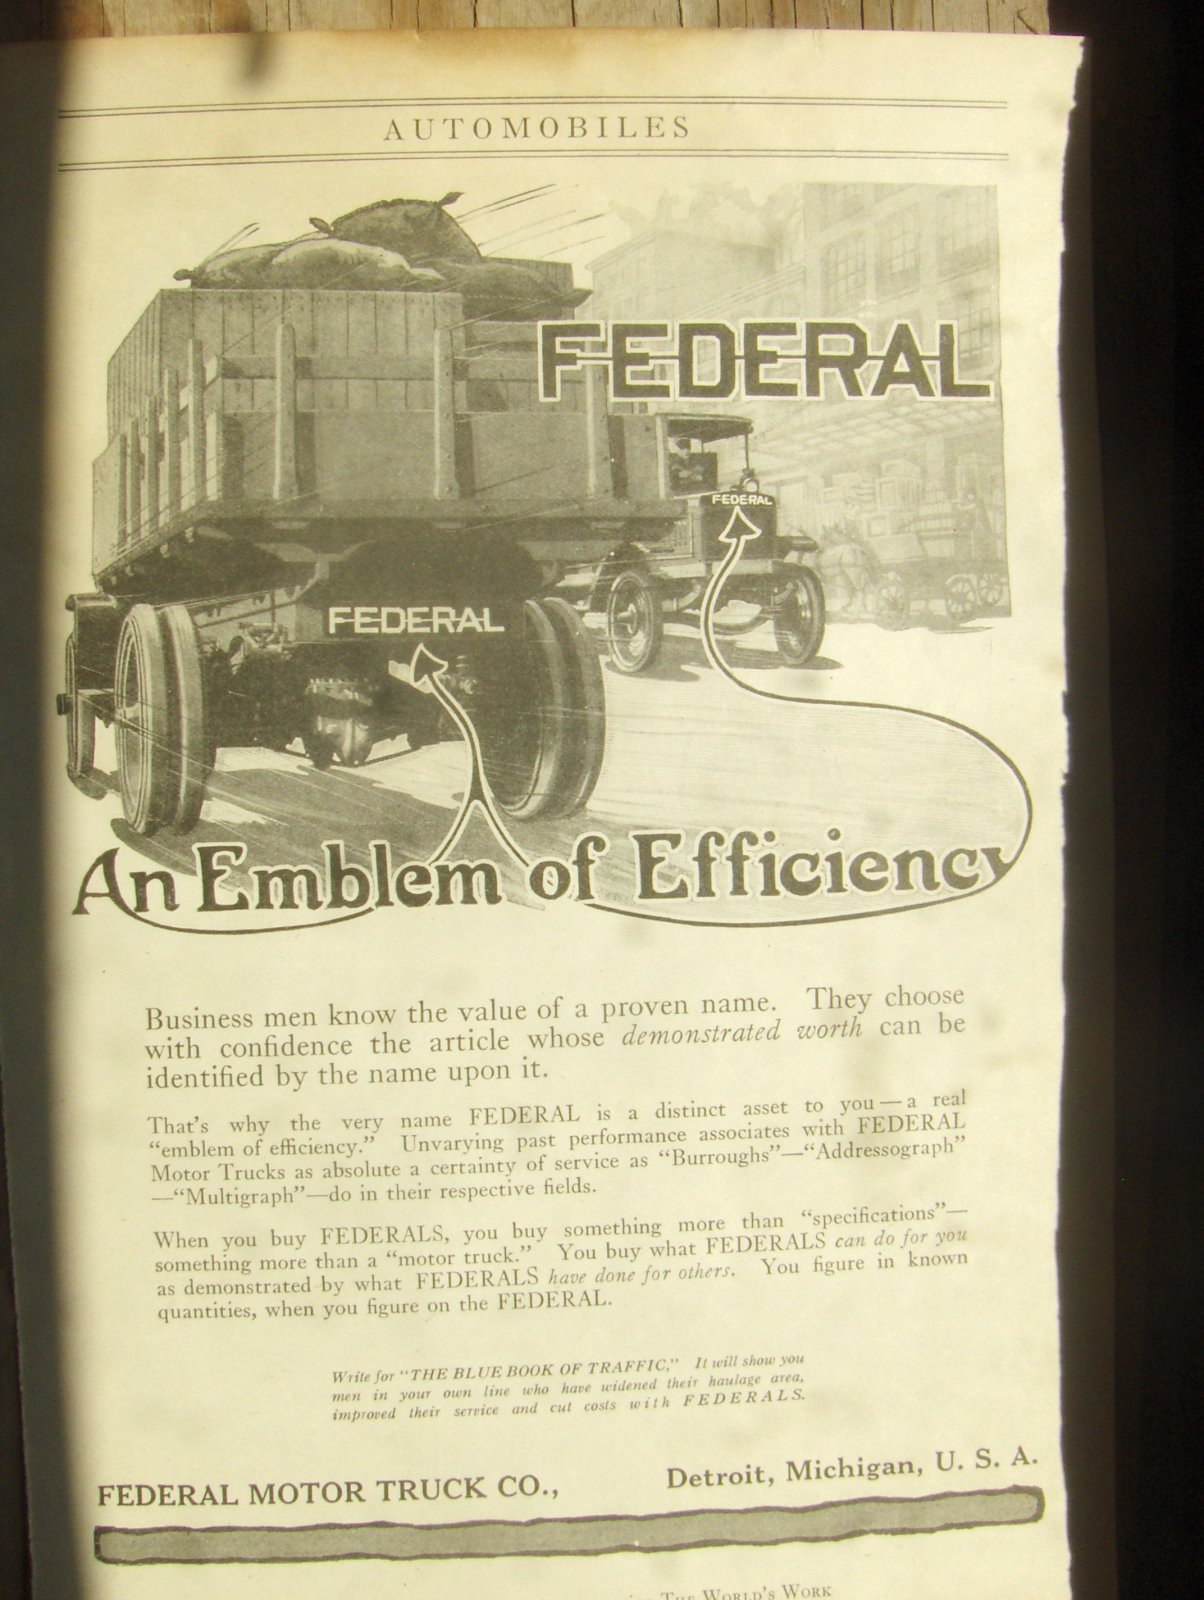 AUTOMOBILES
FEDERAL
FEDERAL
FEDERAL
An Emblem of Efficiency
Business men know the value of a proven name. They choose
with confidence the article whose demonstrated worth can be
identified by the name upon it.
That's why the very name FEDERAL is a distinct asset to you—a real
“emblem of efficiency.” Unvarying past performance associates with FEDERAL
Motor Trucks as absolute a certainty of service as “Burroughs”—“Addressograph”
—“Multigraph”—do in their respective fields.
When you buy FEDERALS, you buy something more than “specifications”—
something more than a “motor truck.” You buy what FEDERALS can do for you
as demonstrated by what FEDERALS have done for others. You figure in known
quantities, when you figure on the FEDERAL.
Write for “THE BLUE BOOK OF TRAFFIC.” It will show you
men in your own line who have widened their haulage area,
improved their service and cut costs with FEDERALS.
FEDERAL MOTOR TRUCK CO., Detroit, Michigan, U. S. A.
The World's Work